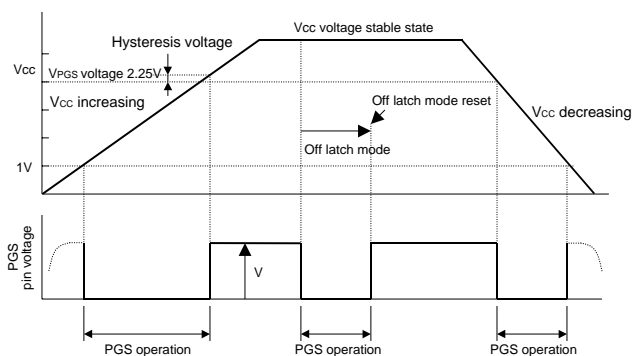 Vcc voltage stable state
Hysteresis voltage
Vcc
VPGS voltage 2.25V
Vcc increasing
Off latch mode reset
Vcc decreasing
Off latch mode
1V
PGS
pin voltage
V
PGS operation
PGS operation
PGS operation